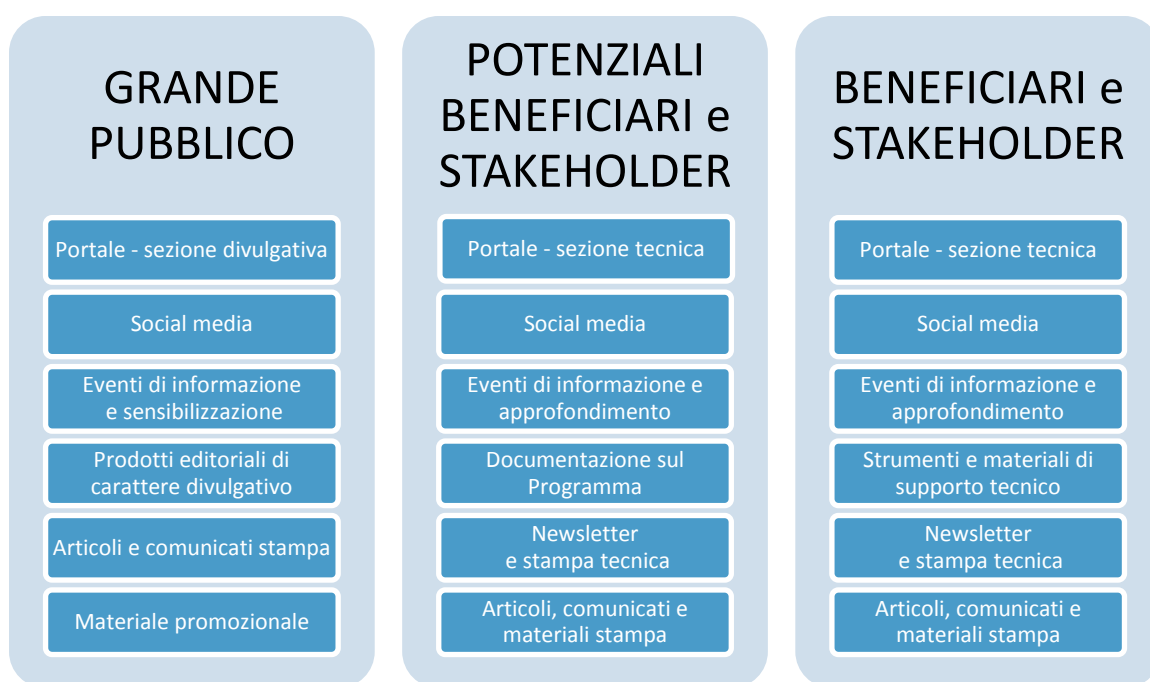 GRANDE
PUBBLICO
Portale - sezione divulgativa
Social media
Eventi di informazione
e sensibilizzazione
Prodotti editoriali di
carattere divulgativo
Articoli e comunicati stampa
Materiale promozionale
POTENZIALI
BENEFICIARI e
STAKEHOLDER
Portale - sezione tecnica
Social media
Eventi di informazione e
approfondimento
Documentazione sul
Programma
Newsletter
e stampa tecnica
Articoli, comunicati e
materiali stampa
BENEFICIARI e
STAKEHOLDER
Portale - sezione tecnica
Social media
Eventi di informazione e
approfondimento
Strumenti e materiali di
supporto tecnico
Newsletter
e stampa tecnica
Articoli, comunicati e
materiali stampa